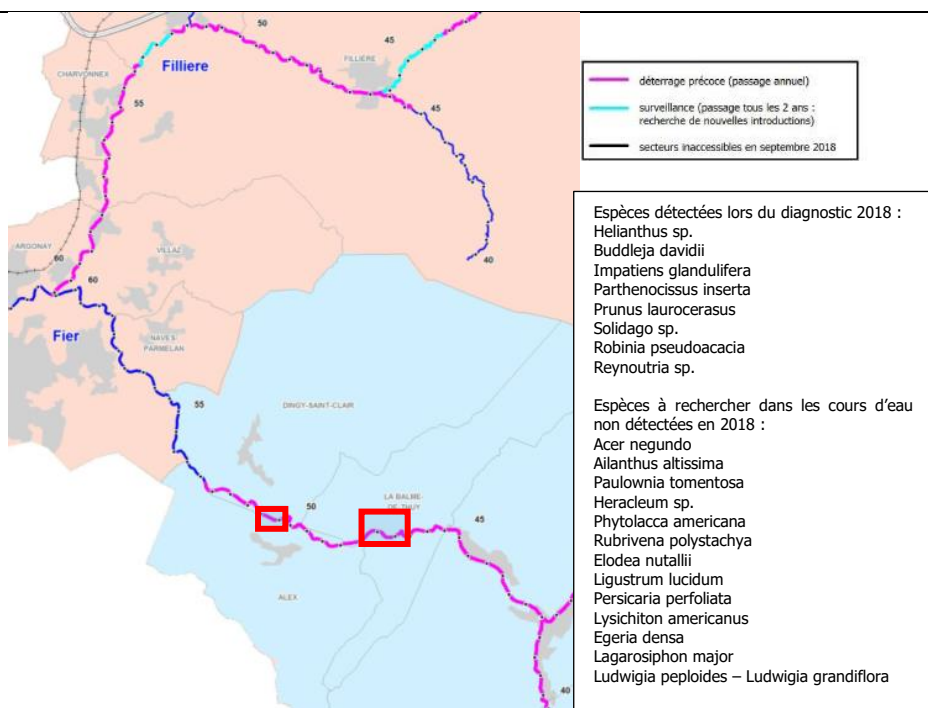 50
45
FILLIÈRE
Filliere
CHARVONNEX
55
45
40
ARGONAY
60
60
VILLAZ
Fier
NAVES-
PARMELAN
55
DINGY-SAINT-CLAIR
50
LA BALME-
DE-THUY
45
ALEX
40
déterrage précoce (passage annuel)
surveillance (passage tous les 2 ans :
recherche de nouvelles introductions)
secteurs inaccessibles en septembre 2018
Espèces détectées lors du diagnostic 2018 :
Helianthus sp.
Buddleja davidii
Impatiens glandulifera
Parthenocissus inserta
Prunus laurocerasus
Solidago sp.
Robinia pseudoacacia
Reynoutria sp.
Espèces à rechercher dans les cours d'eau
non détectées en 2018 :
Acer negundo
Ailanthus altissima
Paulownia tomentosa
Heracleum sp.
Phytolacca americana
Rubrivena polystachya
Elodea nutallii
Ligustrum lucidum
Persicaria perfoliata
Lysichiton americanus
Egeria densa
Lagarosiphon major
Ludwigia peploides – Ludwigia grandiflora